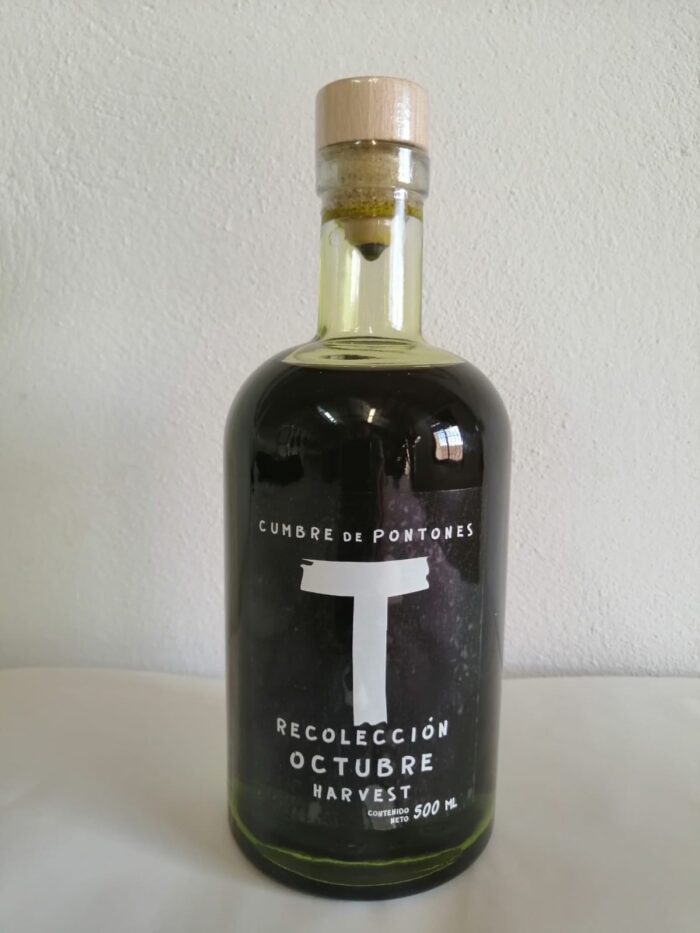 CUMBRE DE PONTONES
T
RECOLECCIÓN
OCTUBRE
HARVEST
CONTENIDO NETO 500 ML